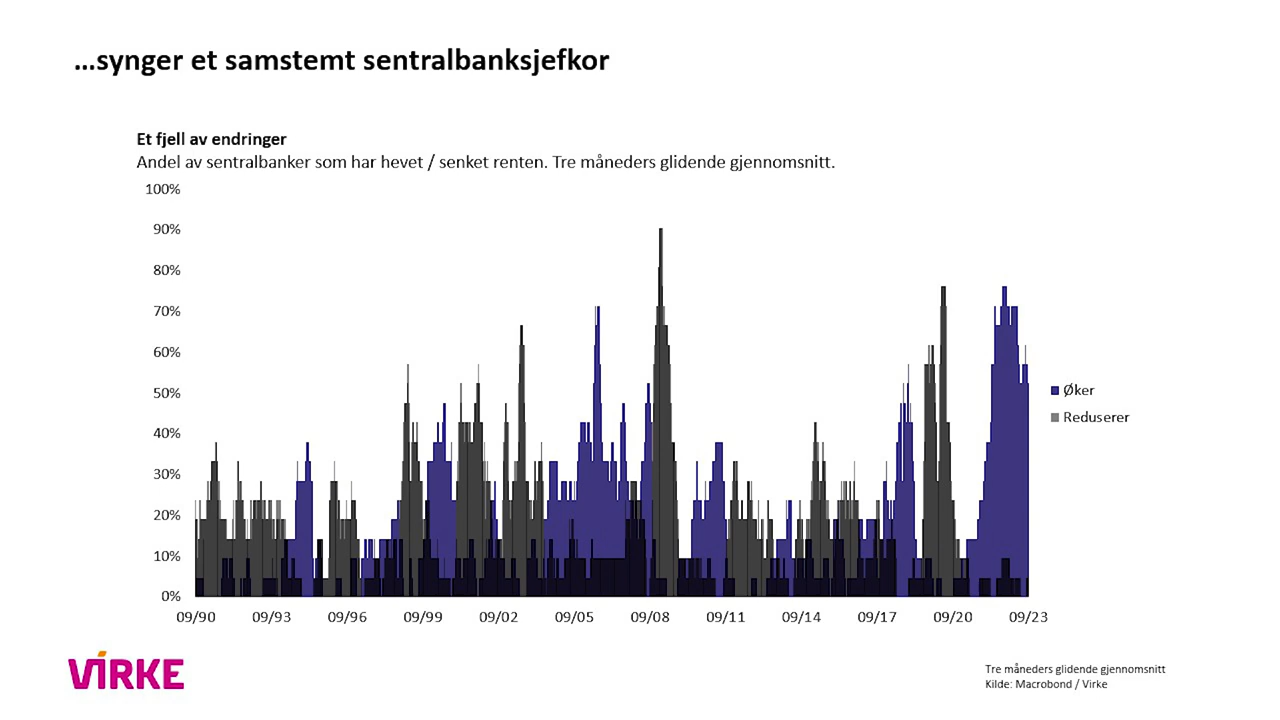 ...synger et samstemt sentralbanksjefkor
Et fjell av endringer
Andel av sentralbanker som har hevet / senket renten. Tre måneders glidende gjennomsnitt.
100%
90%
80%
70%
60%
50%
40%
30%
20%
10%
0%
09/90 09/93 09/96 09/99 09/02 09/05 09/08 09/11 09/14 09/17 09/20 09/23
Øker
Reduserer
VIRKE
Tre måneders glidende gjennomsnitt
Kilde: Macrobond / Virke